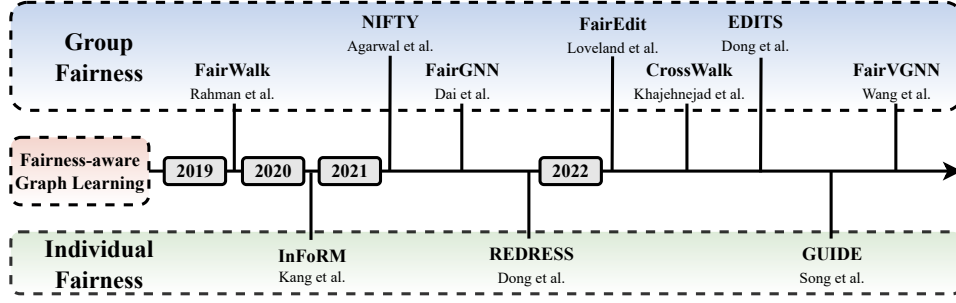 Group
Fairness
FairWalk
Rahman et al.
NIFTY
Agarwal et al.
FairGNN
Dai et al.
FairEdit
Loveland et al.
CrossWalk
Khajehnejad et al.
EDITS
Dong et al.
FairVGNN
Wang et al.
Fairness-aware
Graph Learning
2019
2020
2021
2022
Individual
Fairness
InFoRM
Kang et al.
REDRESS
Dong et al.
GUIDE
Song et al.